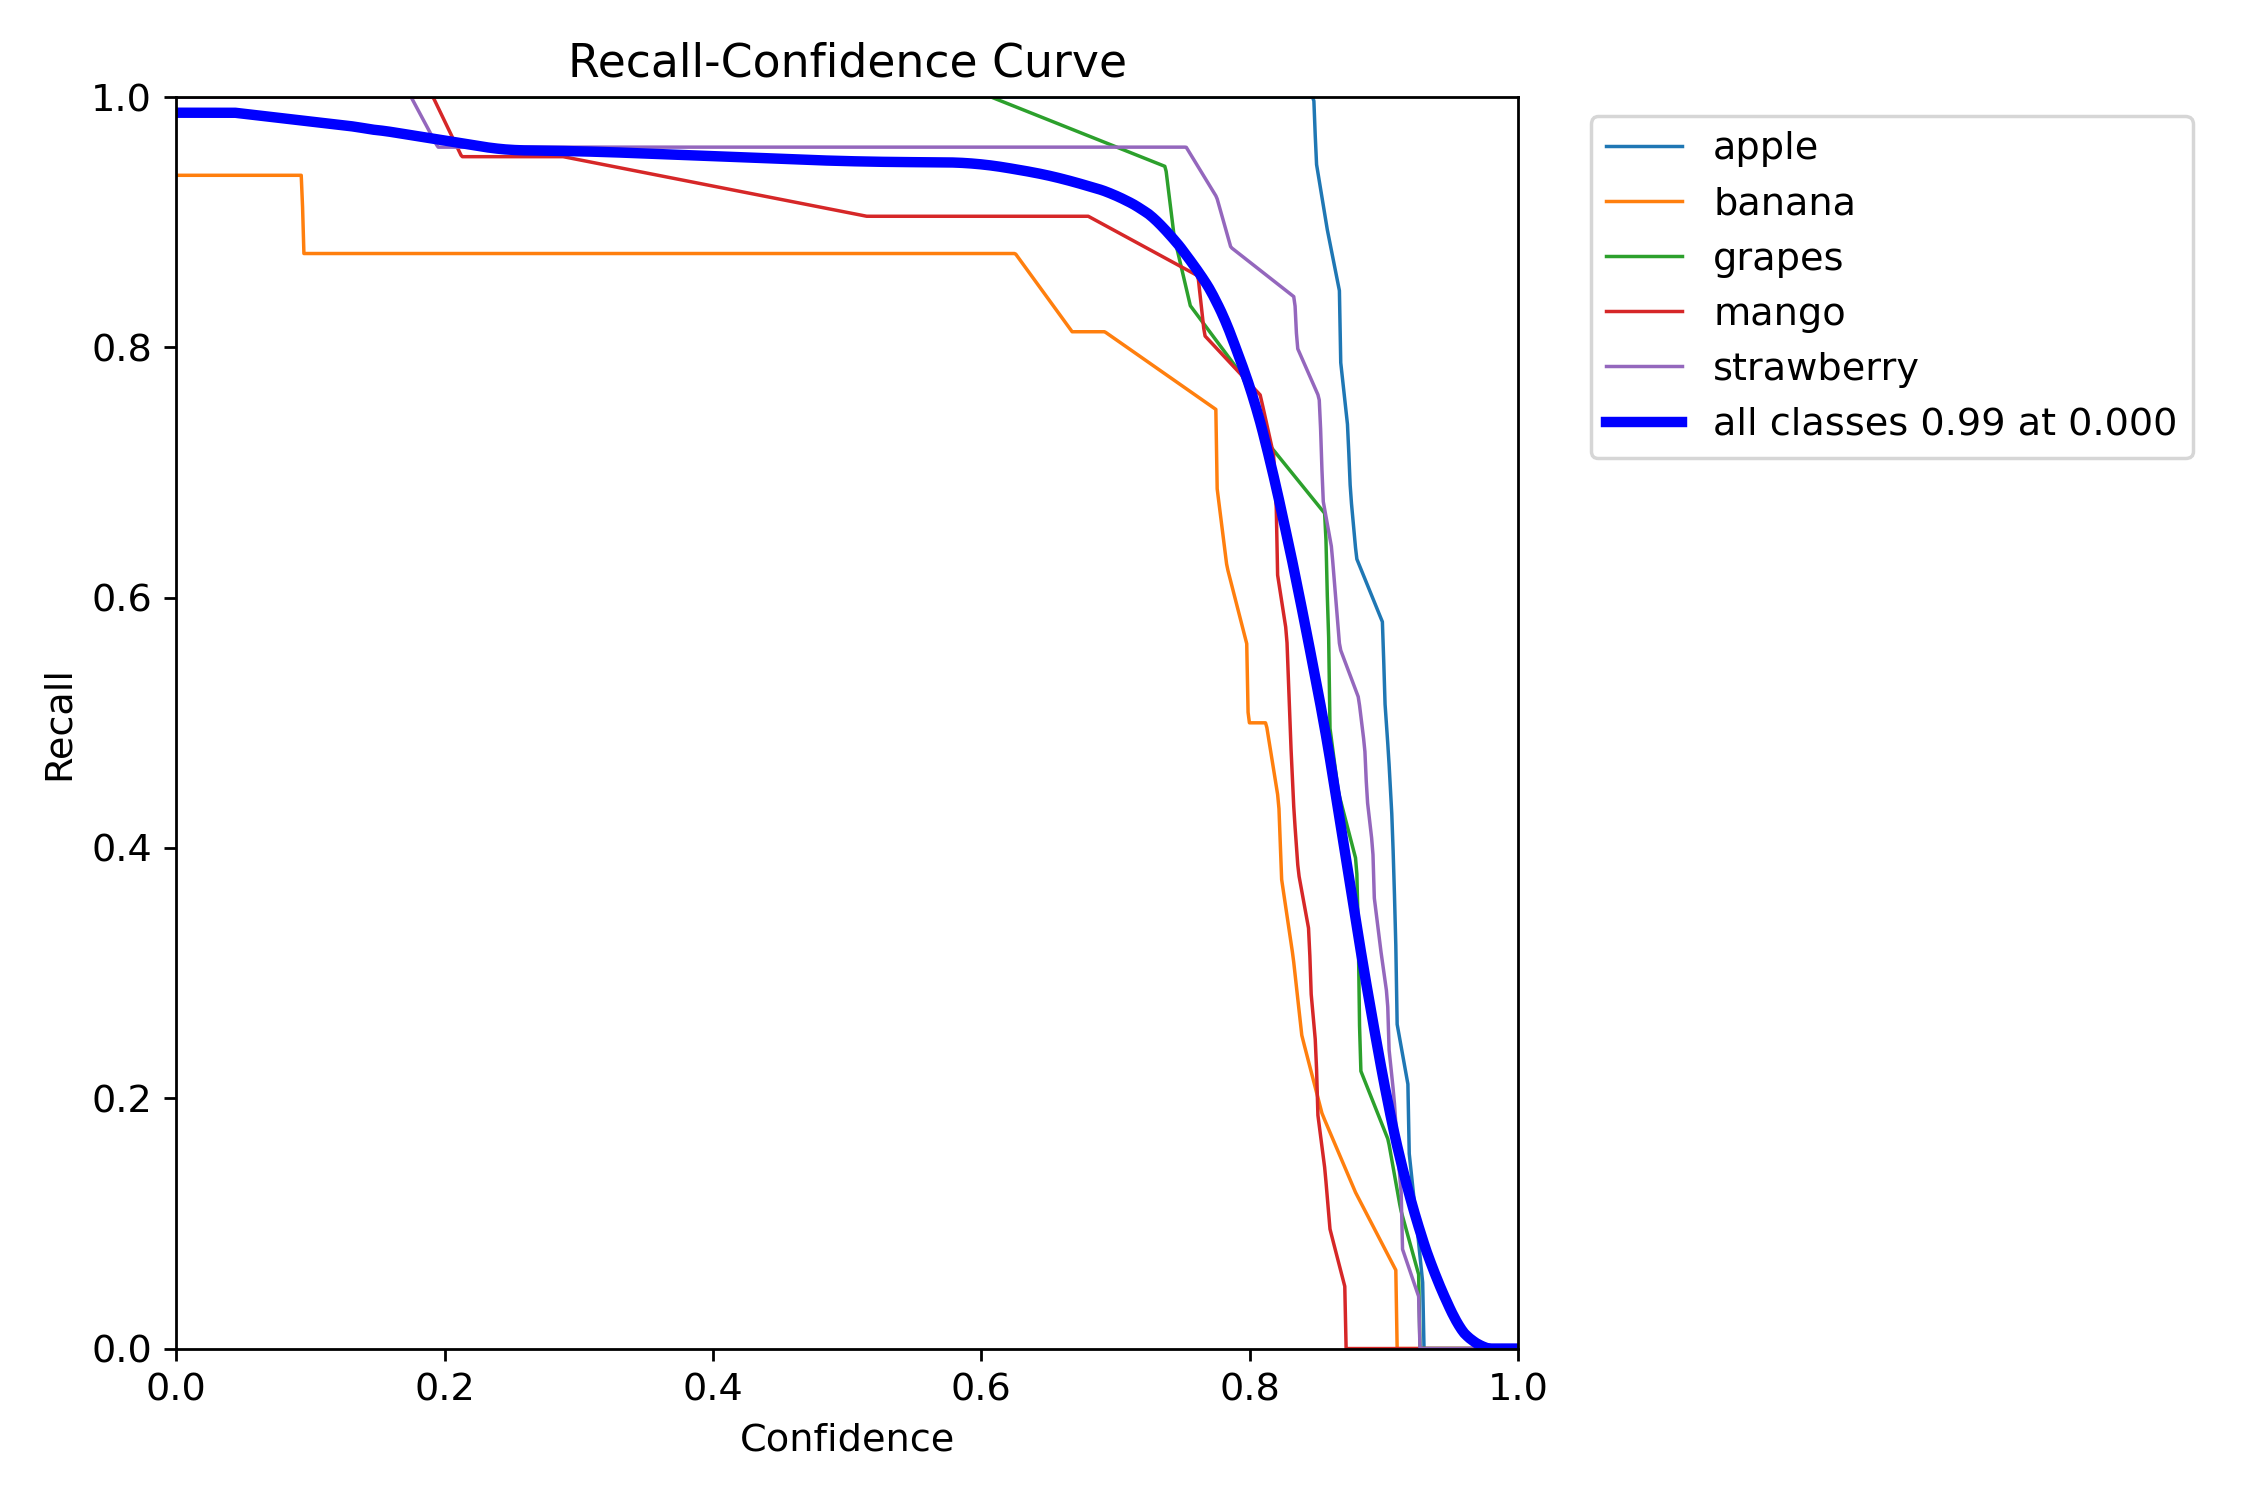 Recall-Confidence Curve
1.0
0.8
0.6
0.4
0.2
0.0
Recall
0.0 0.2 0.4 0.6 0.8 1.0
Confidence
apple
banana
grapes
mango
strawberry
all classes 0.99 at 0.000